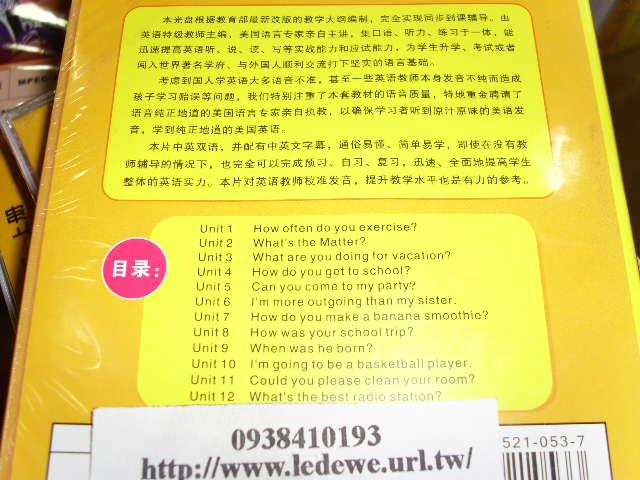 本光盘根据教育部最新改版的教学大纲编制，完全实现同步到课辅导。由
英语特级教师主编，美国语言专家亲自主讲，集口语、听力、练习于一体，能
迅速提高英语听、说、读、写等实战能力和应试能力，为学生升学、考试或者
闯入世界著名学府、与外国人顺利交流打下坚实的语言基础。
考虑到国人学英语大多语音不准，甚至一些英语教师本身发音不纯而造成
孩子学习贻误等问题，我们特别注重了本套教材的语音质量，特地重金聘请了
语音纯正地道的美国语言专家亲自执教，以确保学习者听到原汁原味的美语发
音，学到纯正地道的美国英语。
本片中英双语，并配有中英文字幕，通俗易懂、简单易学，即使在没有教
师辅导的情况下，也完全可以完成预习、自习、复习，迅速、全面地提高学生
整体的英语实力。本片对英语教师校准发音，提升教学水平也是有力的参考。
目录：
Unit 1 How often do you exercise?
Unit 2 What's the Matter?
Unit 3 What are you doing for vacation?
Unit 4 How do you get to school?
Unit 5 Can you come to my party?
Unit 6 I'm more outgoing than my sister.
Unit 7 How do you make a banana smoothie?
Unit 8 How was your school trip?
Unit 9 When was he born?
Unit 10 I'm going to be a basketball player.
Unit 11 Could you please clean your room?
Unit 12 What's the best radio station?
0938410193
http://www.ledewe.url.tw/
521-053-7